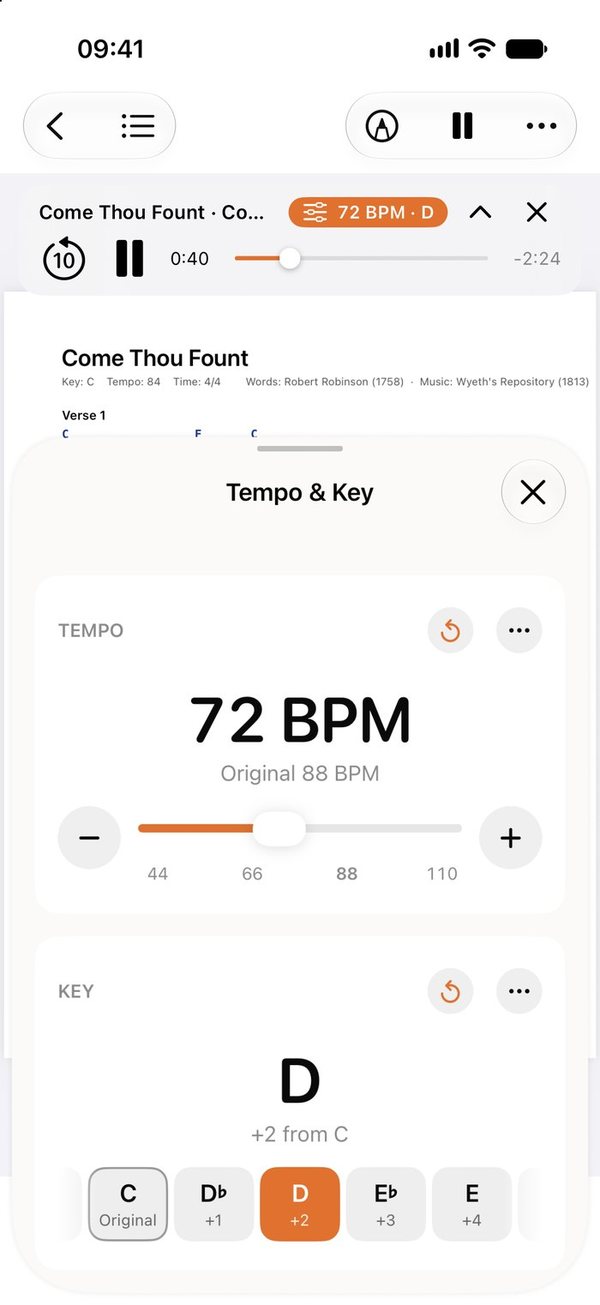 09:41
Come Thou Fount · Co...
72 BPM · D
10
0:40
-2:24
Come Thou Fount
Key: C Tempo: 84 Time: 4/4 Words: Robert Robinson (1758) · Music: Wyeth's Repository (1813)
Verse 1
C F C
Tempo & Key
TEMPO
72 BPM
Original 88 BPM
44 66 88 110
KEY
D
+2 from C
C D♭ D E♭ E
Original +1 +2 +3 +4